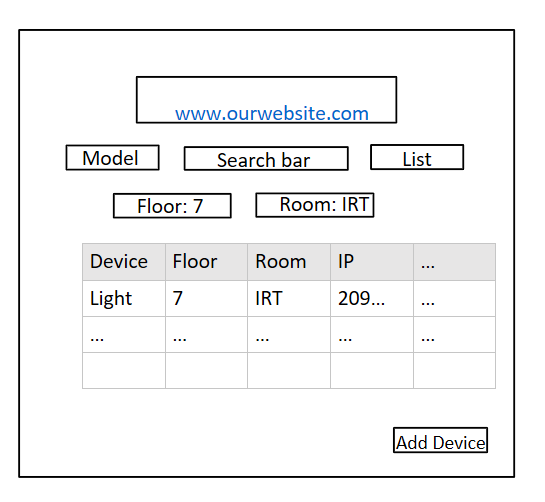 www.ourwebsite.com
Model Search bar List
Floor: 7 Room: IRT
Device Floor Room IP ...
Light 7 IRT 209... ...
... ... ... ... ...
Add Device